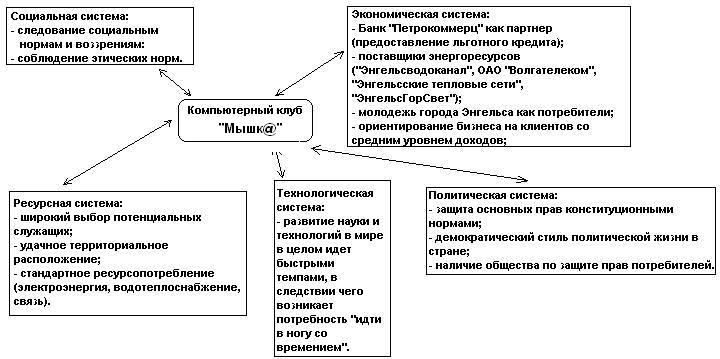 Социальная система:
- следование социальным
нормам и воззрениям:
- соблюдение этических норм.
Экономическая система:
- Банк "Петрокоммерц" как партнер
(предоставление льготного кредита);
- поставщики энергоресурсов
("Энгельсводоканал", ОАО "Волгателеком",
"Энгельсские тепловые сети",
"ЭнгельсГорСвет");
- молодежь города Энгельса как потребители;
- ориентирование бизнеса на клиентов со
средним уровнем доходов;
Компьютерный клуб
"Мышк@"
Ресурсная система:
- широкий выбор потенциальных
служащих;
- удачное территориальное
расположение;
- стандартное ресурсопотребление
(электроэнергия, водотеплоснабжение,
связь).
Технологическая
система:
- развитие науки и
технологий в мире
в целом идет
быстрыми
темпами, в
следствии чего
возникает
потребность "идти
в ногу со
временем".
Политическая система:
- защита основных прав конституционными
нормами;
- демократический стиль политической жизни в
стране;
- наличие общества по защите прав потребителей.